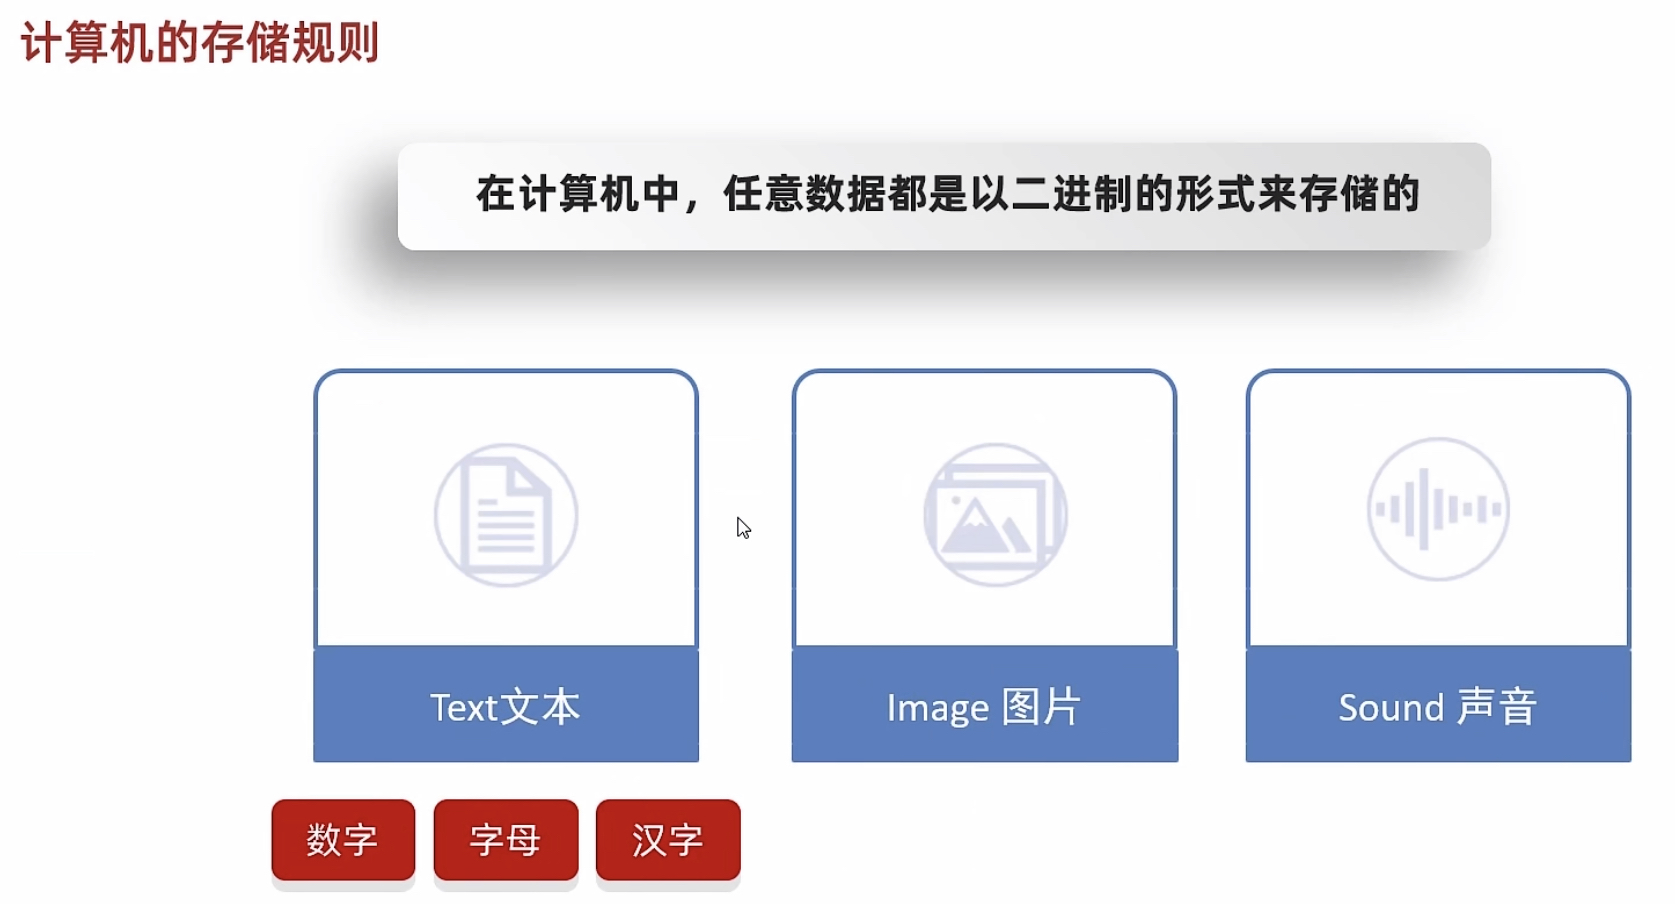 计算机的存储规则
在计算机中，任意数据都是以二进制的形式来存储的
Text文本
Image 图片
Sound 声音
数字
字母
汉字